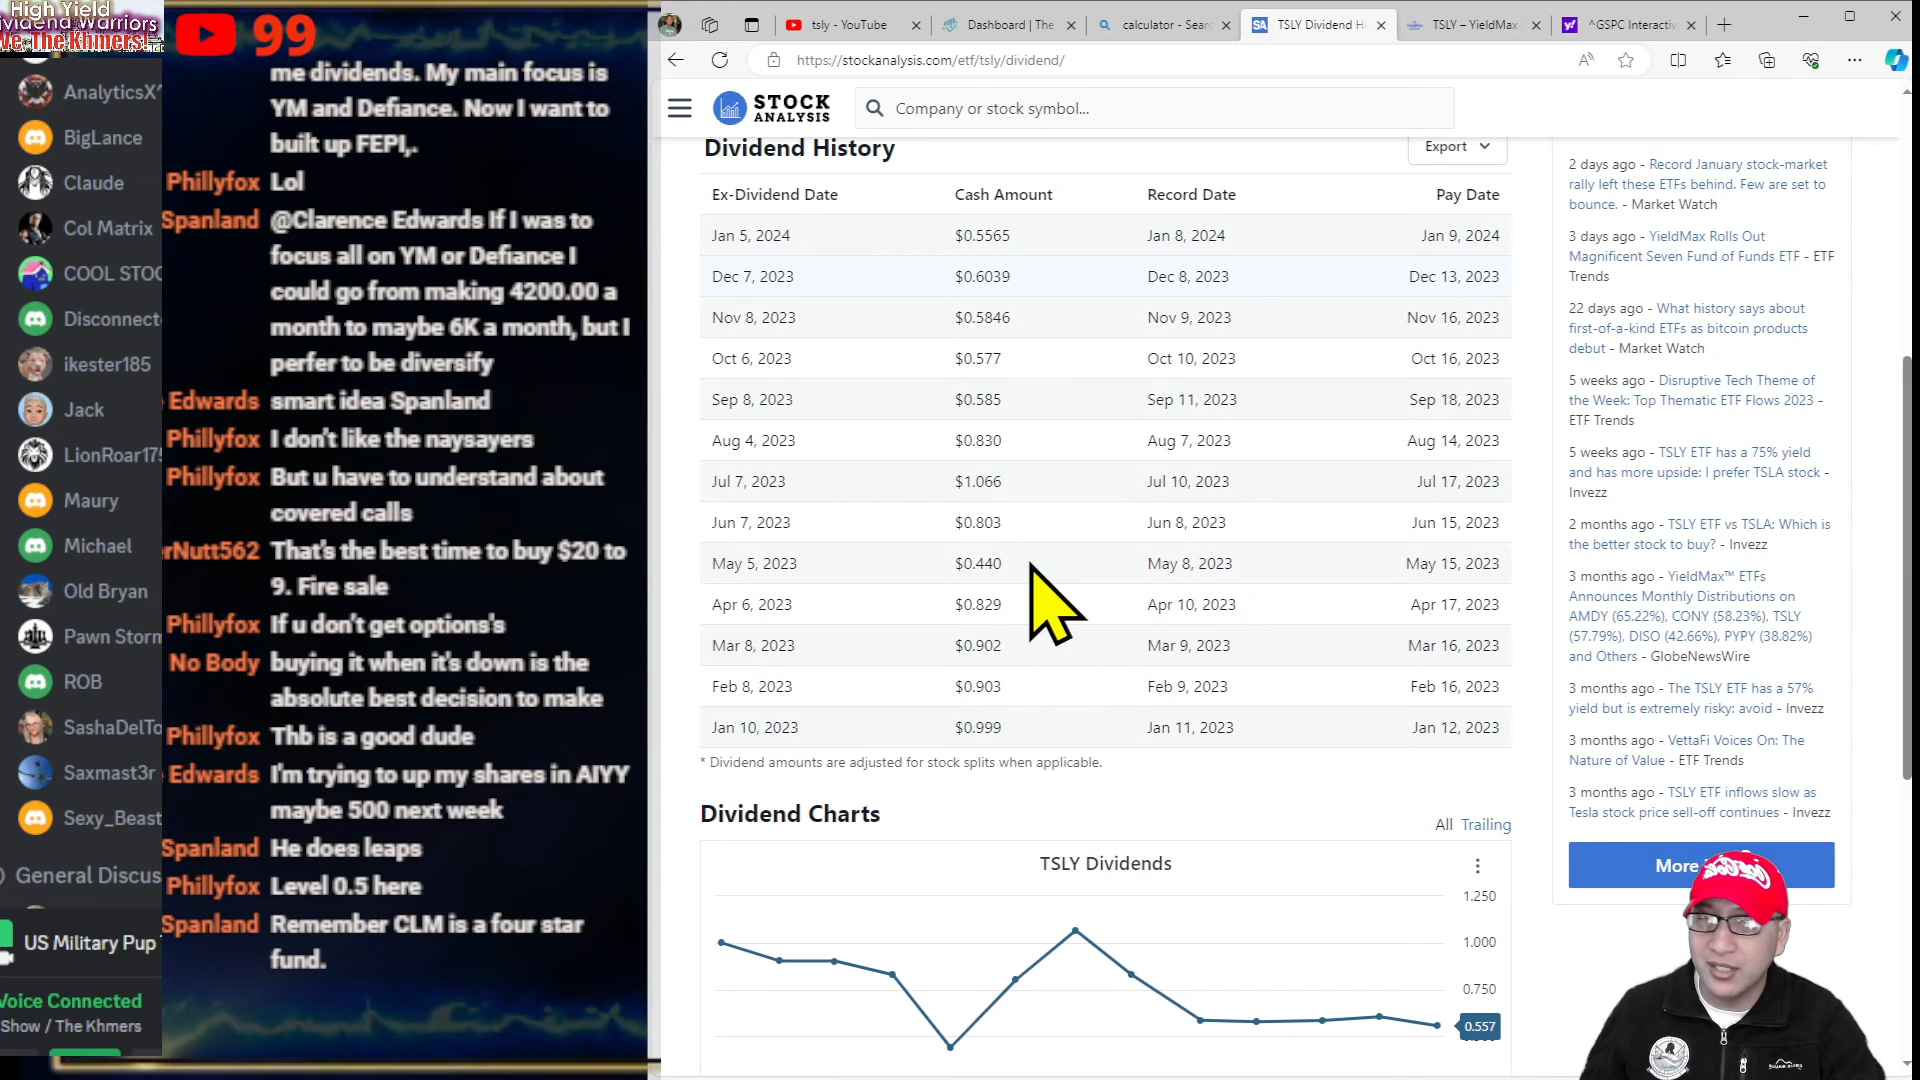 High Yield
Dividend Warriors
We, The Khmers!
AnalyticsX
BigLance
Claude
Col Matrix
COOL STOC
Disconnect
ikester185
Jack
LionRoar175
Maury
Michael
Old Bryan
Pawn Storm
ROB
SashaDelTo
Saxmast3r
Sexy_Beast
General Discus
US Military Pup
Voice Connected
Show / The Khmers
99
me dividends. My main focus is
YM and Defiance. Now I want to
built up FEPI,.
Phillyfox Lol
Spanland @Clarence Edwards If I was to
focus all on YM or Defiance I
could go from making 4200.00 a
month to maybe 6K a month, but I
perfer to be diversify
Edwards smart idea Spanland
Phillyfox I don't like the naysayers
Phillyfox But u have to understand about
covered calls
rNutt562 That's the best time to buy $20 to
9. Fire sale
Phillyfox If u don't get options's
No Body buying it when it's down is the
absolute best decision to make
Phillyfox Thb is a good dude
Edwards I'm trying to up my shares in AIYY
maybe 500 next week
Spanland He does leaps
Phillyfox Level 0.5 here
Spanland Remember CLM is a four star
fund.
tsly - YouTube
Dashboard | The
calculator - Searc
TSLY Dividend Hi
TSLY – YieldMax
^GSPC Interactiv
https://stockanalysis.com/etf/tsly/dividend/
STOCK
ANALYSIS
Company or stock symbol...
Dividend History
Export
Ex-Dividend Date Cash Amount Record Date Pay Date
Jan 5, 2024 $0.5565 Jan 8, 2024 Jan 9, 2024
Dec 7, 2023 $0.6039 Dec 8, 2023 Dec 13, 2023
Nov 8, 2023 $0.5846 Nov 9, 2023 Nov 16, 2023
Oct 6, 2023 $0.577 Oct 10, 2023 Oct 16, 2023
Sep 8, 2023 $0.585 Sep 11, 2023 Sep 18, 2023
Aug 4, 2023 $0.830 Aug 7, 2023 Aug 14, 2023
Jul 7, 2023 $1.066 Jul 10, 2023 Jul 17, 2023
Jun 7, 2023 $0.803 Jun 8, 2023 Jun 15, 2023
May 5, 2023 $0.440 May 8, 2023 May 15, 2023
Apr 6, 2023 $0.829 Apr 10, 2023 Apr 17, 2023
Mar 8, 2023 $0.902 Mar 9, 2023 Mar 16, 2023
Feb 8, 2023 $0.903 Feb 9, 2023 Feb 16, 2023
Jan 10, 2023 $0.999 Jan 11, 2023 Jan 12, 2023
* Dividend amounts are adjusted for stock splits when applicable.
Dividend Charts
All Trailing
TSLY Dividends
1.250
1.000
0.750
0.557
2 days ago - Record January stock-market
rally left these ETFs behind. Few are set to
bounce. - Market Watch
3 days ago - YieldMax Rolls Out
Magnificent Seven Fund of Funds ETF - ETF
Trends
22 days ago - What history says about
first-of-a-kind ETFs as bitcoin products
debut - Market Watch
5 weeks ago - Disruptive Tech Theme of
the Week: Top Thematic ETF Flows 2023 -
ETF Trends
5 weeks ago - TSLY ETF has a 75% yield
and has more upside: I prefer TSLA stock -
Invezz
2 months ago - TSLY ETF vs TSLA: Which is
the better stock to buy? - Invezz
3 months ago - YieldMax™ ETFs
Announces Monthly Distributions on
AMDY (65.22%), CONY (58.23%), TSLY
(57.79%), DISO (42.66%), PYPY (38.82%)
and Others - GlobeNewsWire
3 months ago - The TSLY ETF has a 57%
yield but is extremely risky: avoid - Invezz
3 months ago - VettaFi Voices On: The
Nature of Value - ETF Trends
3 months ago - TSLY ETF inflows slow as
Tesla stock price sell-off continues - Invezz
More
Coca-Cola